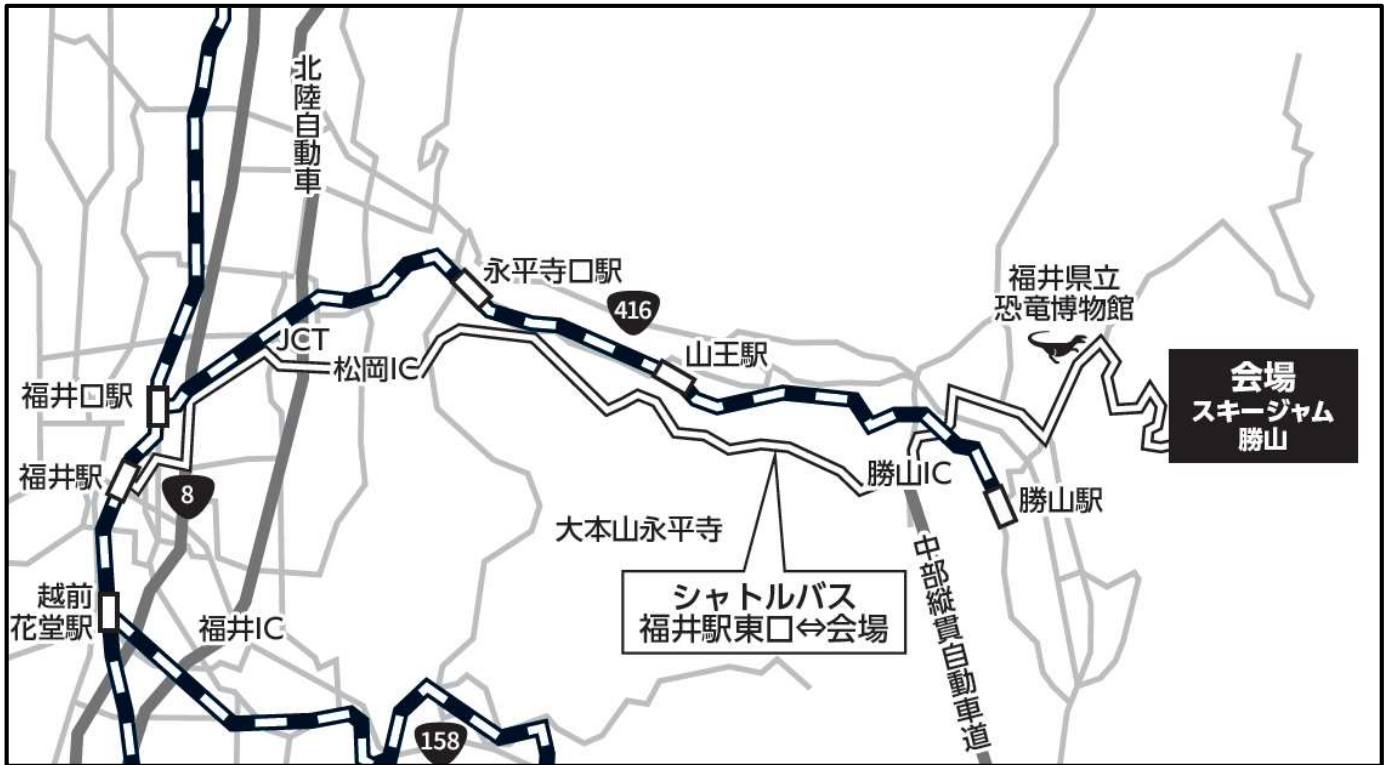 北陸自動車
永平寺口駅
416
福井県立
恐竜博物館
JCT
松岡IC
山王駅
福井口駅
会場
スキージャム
勝山
福井駅
8
勝山IC
勝山駅
大本山永平寺
シャトルバス
福井駅東口⇔会場
中部縦貫自動車道
越前
花堂駅
福井IC
158